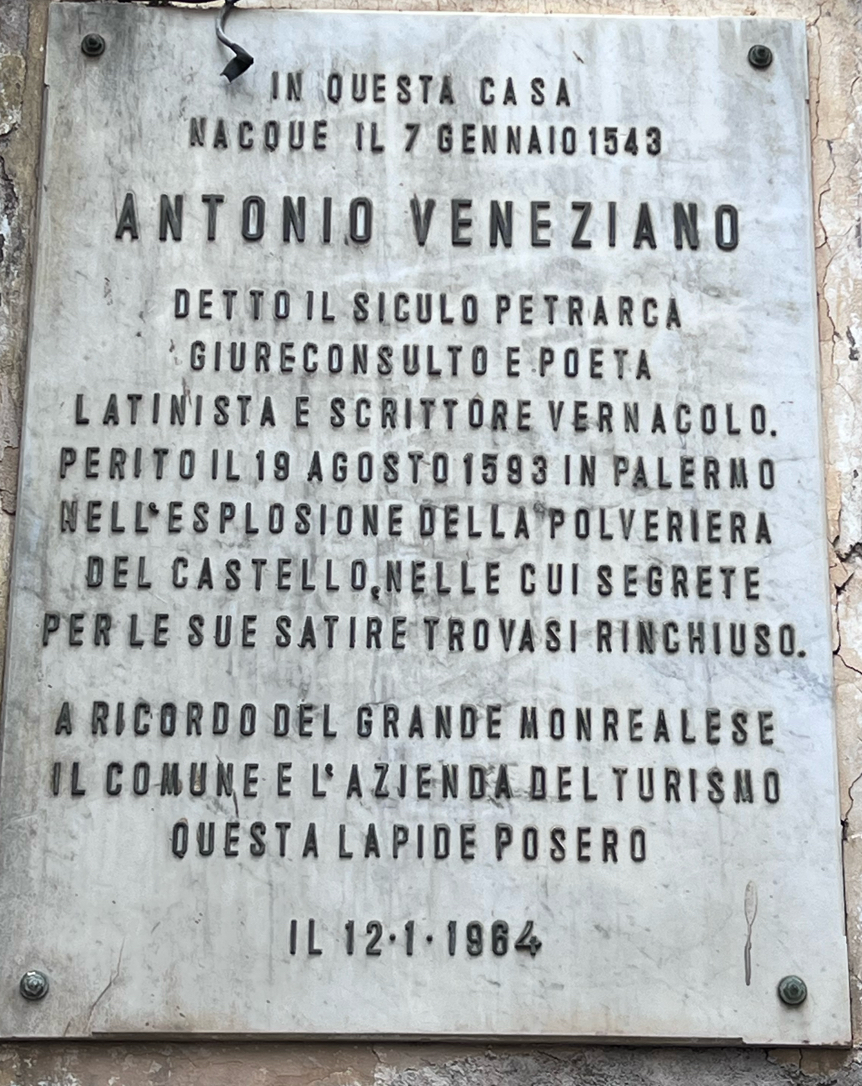 IN QUESTA CASA
NACQUE IL 7 GENNAIO 1543
ANTONIO VENEZIANO
DETTO IL SICULO PETRARCA
GIURECONSULTO E POETA
LATINISTA E SCRITTORE VERNACOLO.
PERITO IL 19 AGOSTO 1593 IN PALERMO
NELL'ESPLOSIONE DELLA POLVERIERA
DEL CASTELLO, NELLE CUI SEGRETE
PER LE SUE SATIRE TROVASI RINCHIUSO.
A RICORDO DEL GRANDE MONREALESE
IL COMUNE E L'AZIENDA DEL TURISMO
QUESTA LAPIDE POSERO
IL 12·1·1964